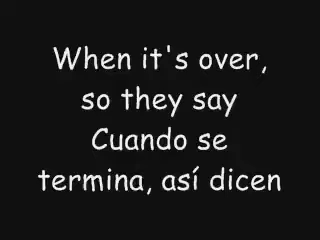 When it's over,
so they say
Cuando se
termina, así dicen